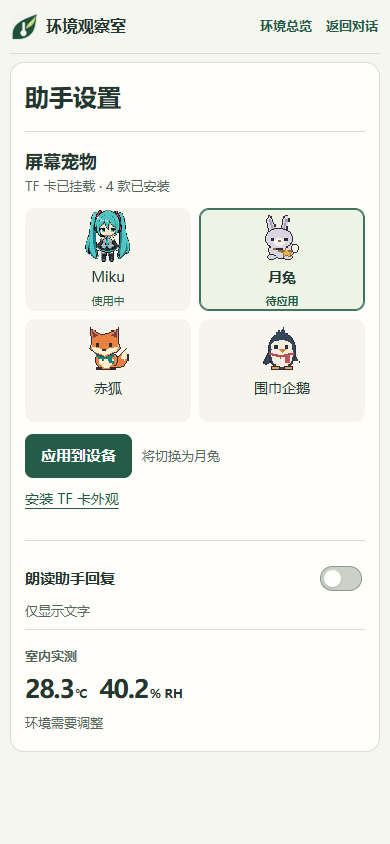 环境观察室
环境总览 返回对话
助手设置
屏幕宠物
TF 卡已挂载 · 4 款已安装
Miku
使用中
月兔
待应用
赤狐
围巾企鹅
应用到设备 将切换为月兔
安装 TF 卡外观
朗读助手回复
仅显示文字
室内实测
28.3℃ 40.2% RH
环境需要调整